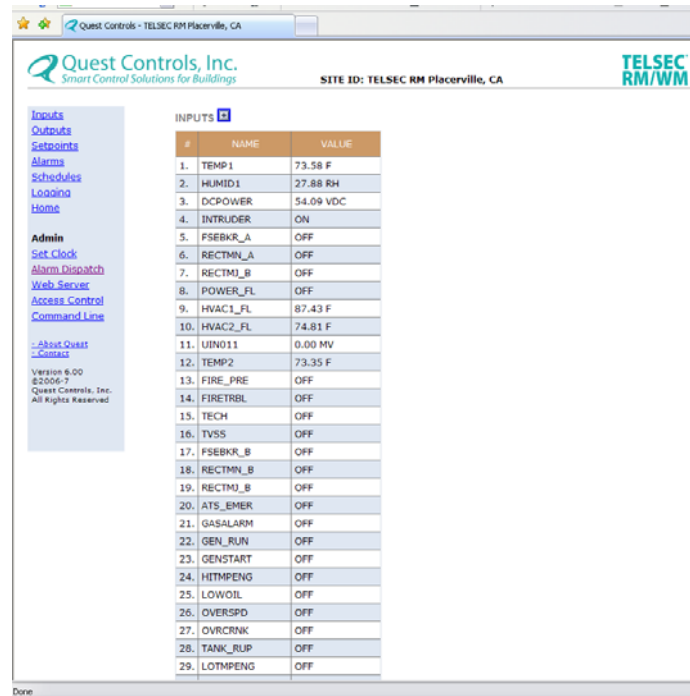 Quest Controls - TELSEC RM Placerville, CA
Quest Controls, Inc.
Smart Control Solutions for Buildings
SITE ID: TELSEC RM Placerville, CA
TELSEC
RM/WM
Inputs
Outputs
Setpoints
Alarms
Schedules
Logging
Home
Admin
Set Clock
Alarm Dispatch
Web Server
Access Control
Command Line
- About Quest
- Contact
Version 6.00
©2006-7
Quest Controls, Inc.
All Rights Reserved
INPUTS +
# NAME VALUE
1. TEMP1 73.58 F
2. HUMID1 27.88 RH
3. DCPOWER 54.09 VDC
4. INTRUDER ON
5. FSEBKR_A OFF
6. RECTMN_A OFF
7. RECTMJ_B OFF
8. POWER_FL OFF
9. HVAC1_FL 87.43 F
10. HVAC2_FL 74.81 F
11. UIN011 0.00 MV
12. TEMP2 73.35 F
13. FIRE_PRE OFF
14. FIRETRBL OFF
15. TECH OFF
16. TVSS OFF
17. FSEBKR_B OFF
18. RECTMN_B OFF
19. RECTMJ_B OFF
20. ATS_EMER OFF
21. GASALARM OFF
22. GEN_RUN OFF
23. GENSTART OFF
24. HITMPENG OFF
25. LOWOIL OFF
26. OVERSPD OFF
27. OVRCRNK OFF
28. TANK_RUP OFF
29. LOTMPENG OFF
Done